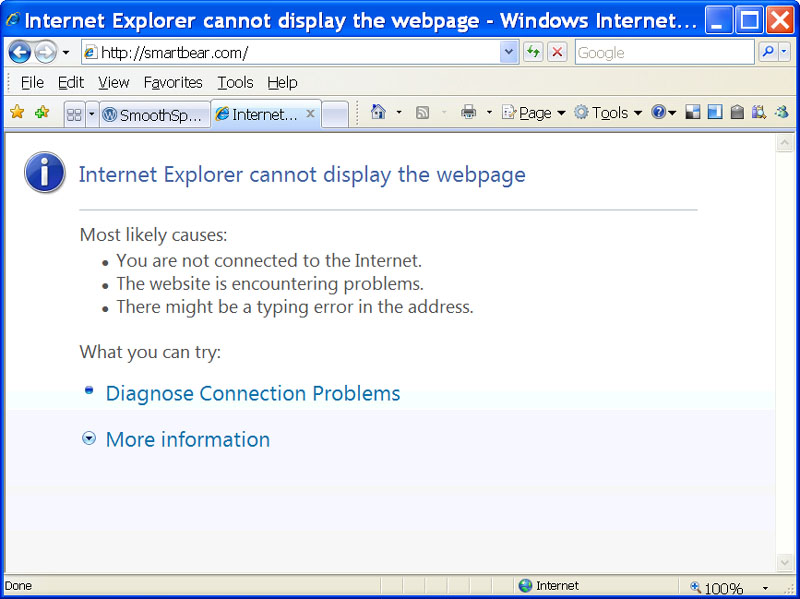 Internet Explorer cannot display the webpage - Windows Internet...
http://smartbear.com/
Google
File Edit View Favorites Tools Help
SmoothSp... Internet... Page Tools
Internet Explorer cannot display the webpage
Most likely causes:
You are not connected to the Internet.
The website is encountering problems.
There might be a typing error in the address.
What you can try:
Diagnose Connection Problems
More information
Done Internet 100%